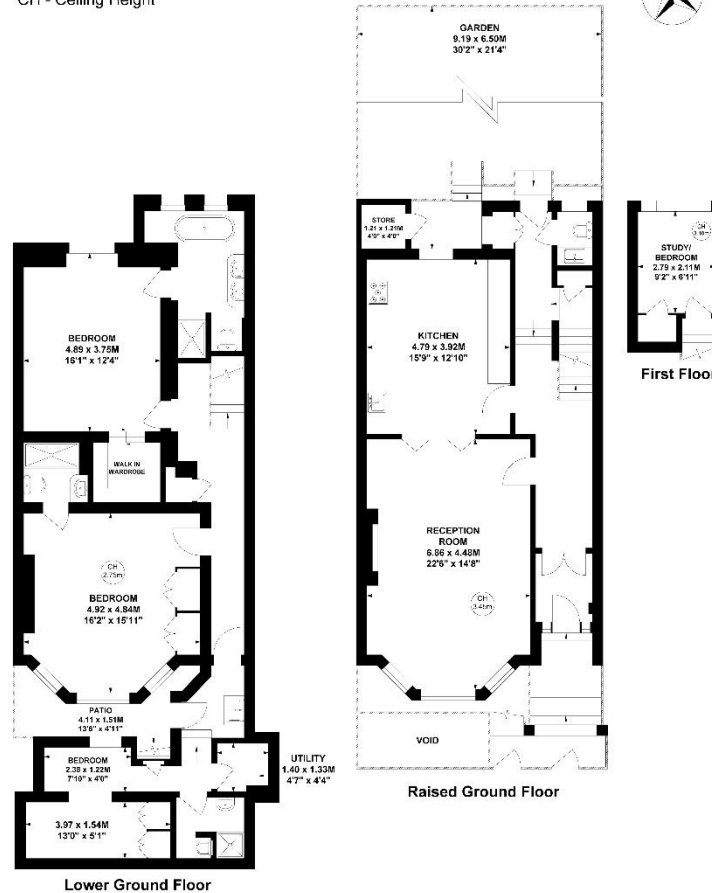 CH - Ceiling Height
GARDEN
9.19 x 6.50M
30'2" x 21'4"
STORE
1.21 x 1.21M
4'0" x 4'0"
KITCHEN
4.79 x 3.92M
15'9" x 12'10"
RECEPTION
ROOM
6.86 x 4.48M
22'6" x 14'8"
CH
3.45m
VOID
Raised Ground Floor
CH
STUDY/
BEDROOM
2.79 x 2.11M
9'2" x 6'11"
First Floor
BEDROOM
4.89 x 3.75M
16'1" x 12'4"
WALK IN
WARDROBE
CH
2.75m
BEDROOM
4.92 x 4.84M
16'2" x 15'11"
PATIO
4.11 x 1.51M
13'6" x 4'11"
BEDROOM
2.38 x 1.22M
7'10" x 4'0"
UTILITY
1.40 x 1.33M
4'7" x 4'4"
3.97 x 1.54M
13'0" x 5'1"
Lower Ground Floor